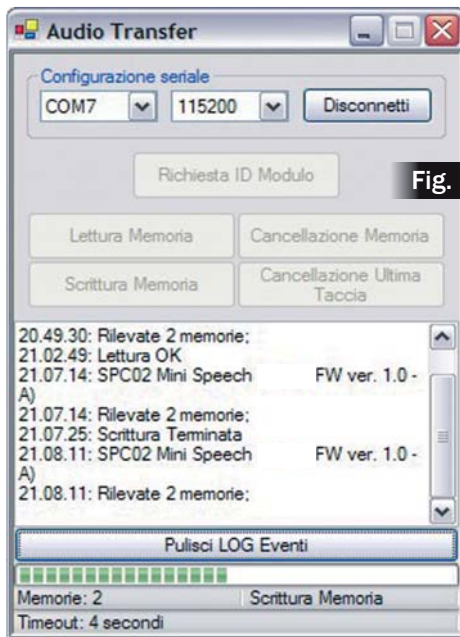 Audio Transfer
Configurazione seriale
COM7 115200 Disconnetti
Richiesta ID Modulo
Fig.
Lettura Memoria Cancellazione Memoria
Scrittura Memoria Cancellazione Ultima
Taccia
20.49.30: Rilevate 2 memorie;
21.02.49: Lettura OK
21.07.14: SPC02 Mini Speech FW ver. 1.0 -
A)
21.07.14: Rilevate 2 memorie;
21.07.25: Scrittura Terminata
21.08.11: SPC02 Mini Speech FW ver. 1.0 -
A)
21.08.11: Rilevate 2 memorie;
Pulisci LOG Eventi
Memorie: 2 Scrittura Memoria
Timeout: 4 secondi